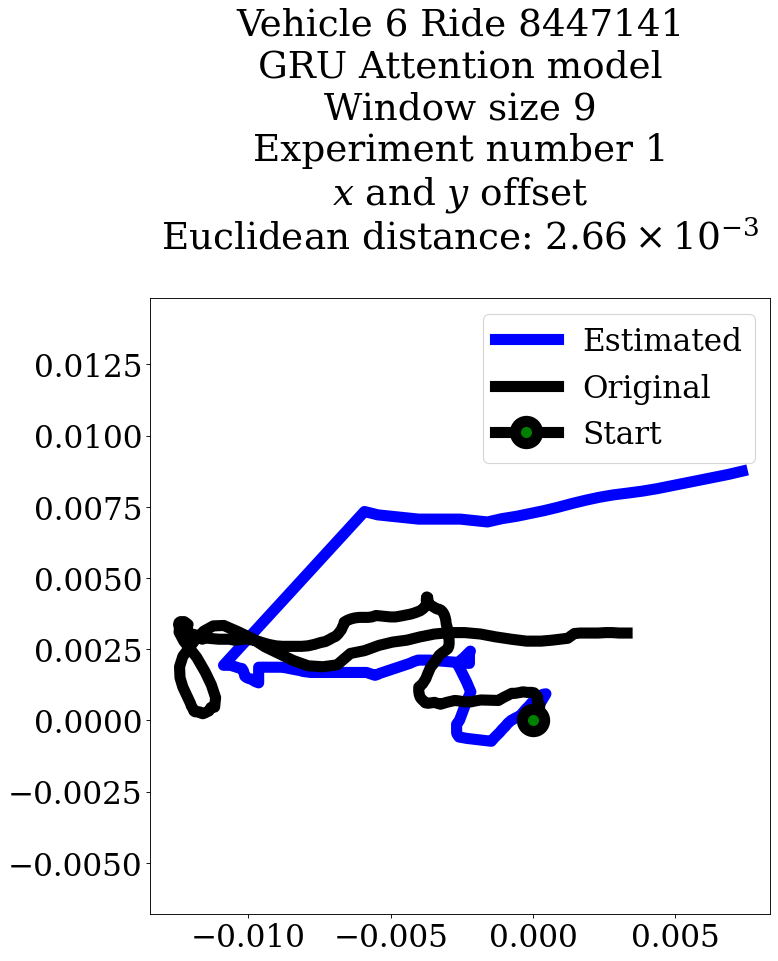 Vehicle 6 Ride 8447141
GRU Attention model
Window size 9
Experiment number 1
x and y offset
Euclidean distance: 2.66 × 10⁻³
Estimated
Original
Start
0.0125
0.0100
0.0075
0.0050
0.0025
0.0000
−0.0025
−0.0050
−0.010
−0.005
0.000
0.005